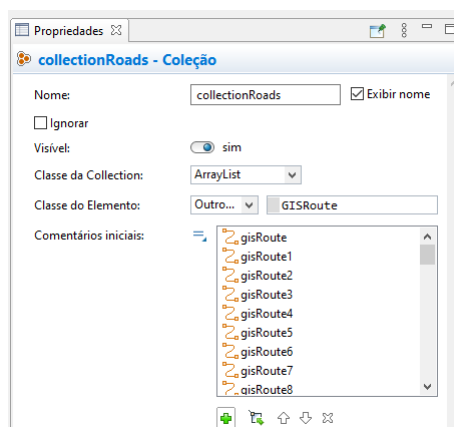 Propriedades
collectionRoads - Coleção
Nome: collectionRoads Exibir nome
Ignorar
Visível: sim
Classe da Collection: ArrayList
Classe do Elemento: Outro... GISRoute
Comentários iniciais: gisRoute
gisRoute1
gisRoute2
gisRoute3
gisRoute4
gisRoute5
gisRoute6
gisRoute7
gisRoute8